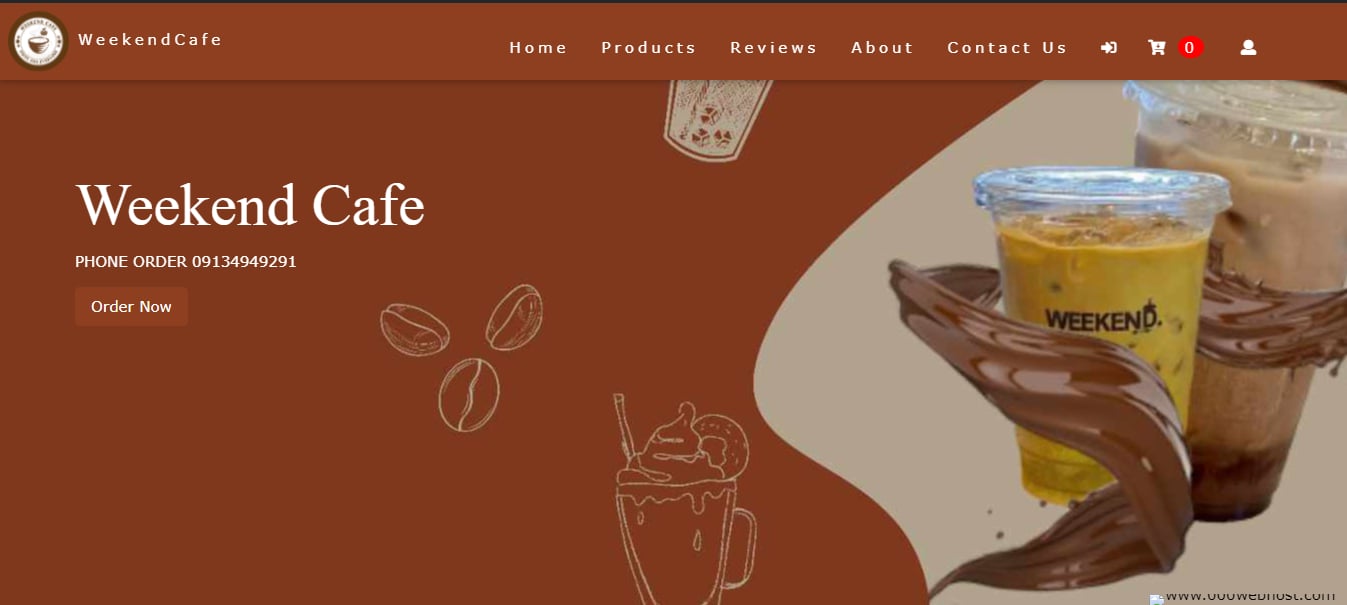 WeekendCafe
Home Products Reviews About Contact Us 0
Weekend Cafe
PHONE ORDER 09134949291
Order Now
WEEKEND.
www.000webhost.com